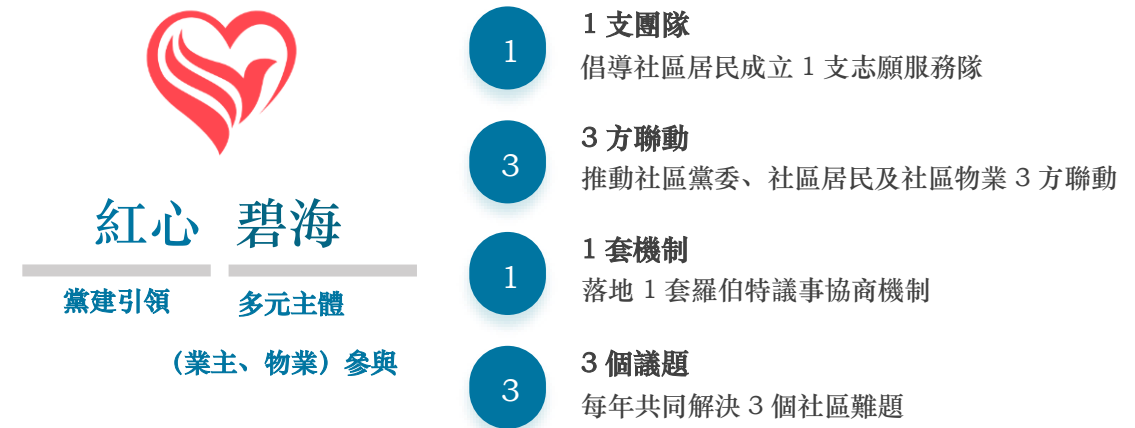 紅心 碧海
黨建引領 多元主體
（業主、物業）參與
1
1 支團隊
倡導社區居民成立 1 支志願服務隊
3
3 方聯動
推動社區黨委、社區居民及社區物業 3 方聯動
1
1 套機制
落地 1 套羅伯特議事協商機制
3
3 個議題
每年共同解決 3 個社區難題